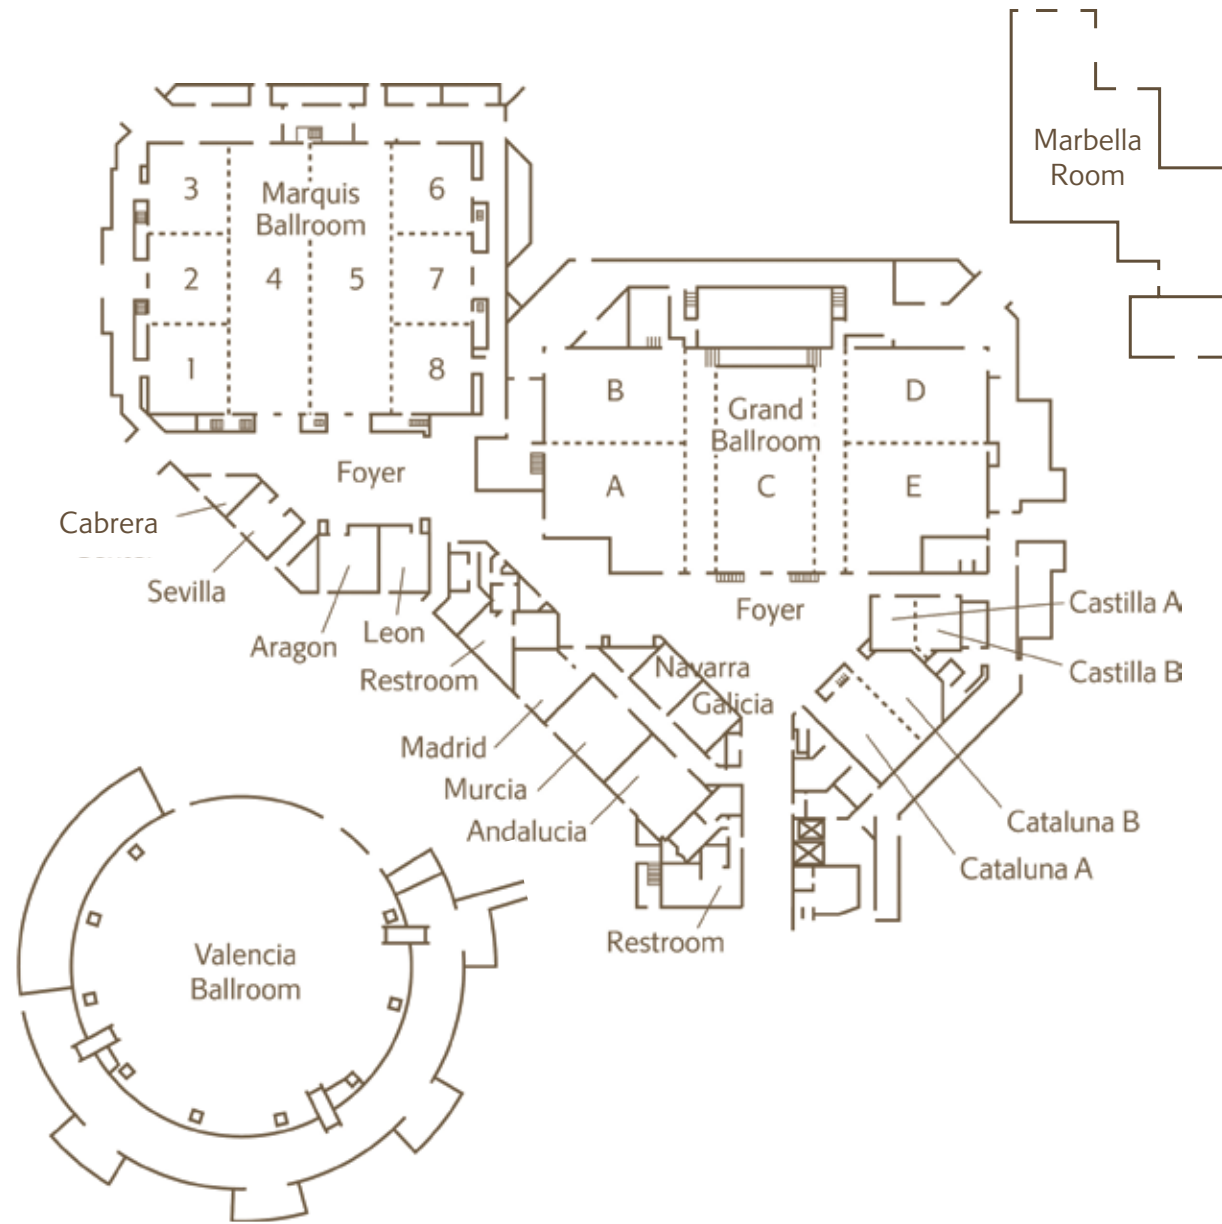 Marbella
Room
3
Marquis
Ballroom
6
2
4
5
7
1
8
B
Grand
Ballroom
D
A
C
E
Foyer
Cabrera
Sevilla
Aragon
Leon
Restroom
Foyer
Castilla A
Castilla B
Navarra
Galicia
Madrid
Murcia
Andalucia
Cataluna B
Cataluna A
Restroom
Valencia
Ballroom